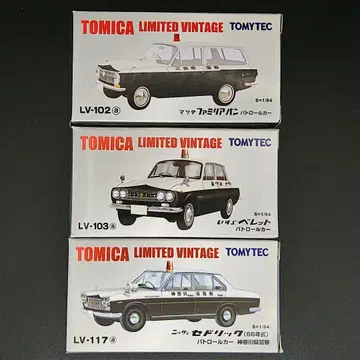 TOMICA LIMITED VINTAGE TOMYTEC
S=1/64
LV-102 a
マツダ ファミリアバン パトロールカー
TOMICA LIMITED VINTAGE TOMYTEC
S=1/64
LV-103 a
いすゞ ベレット
パトロールカー
TOMICA LIMITED VINTAGE TOMYTEC
S=1/64
ニッサン セドリック (66年式)
LV-117 a
パトロールカー 神奈川県警察